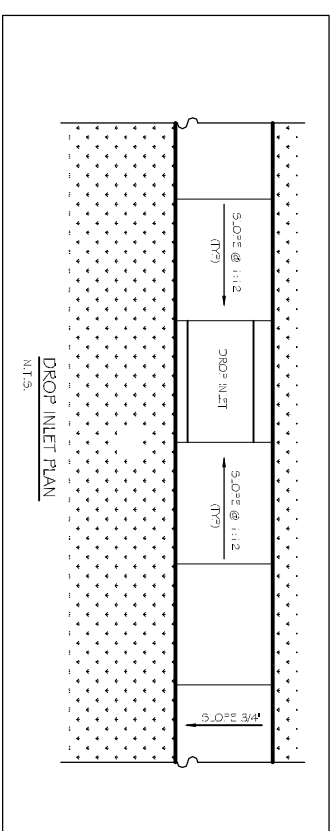 SLOPE @ 1:12
(TYP)
DROP INLET
SLOPE @ 1:12
(TYP)
SLOPE 3/4"
DROP INLET PLAN
N.T.S.